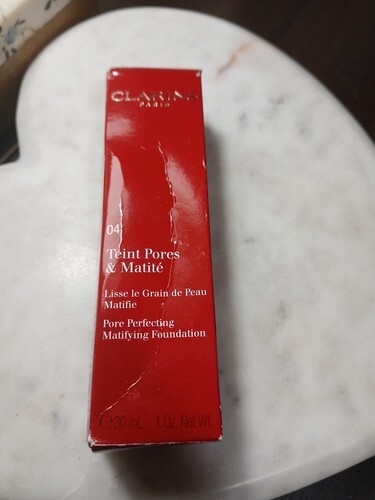 CLARINS
PARIS
04
Teint Pores
& Matité
Lisse le Grain de Peau
Matifie
Pore Perfecting
Matifying Foundation
30 mL 1 Oz. Net Wt.